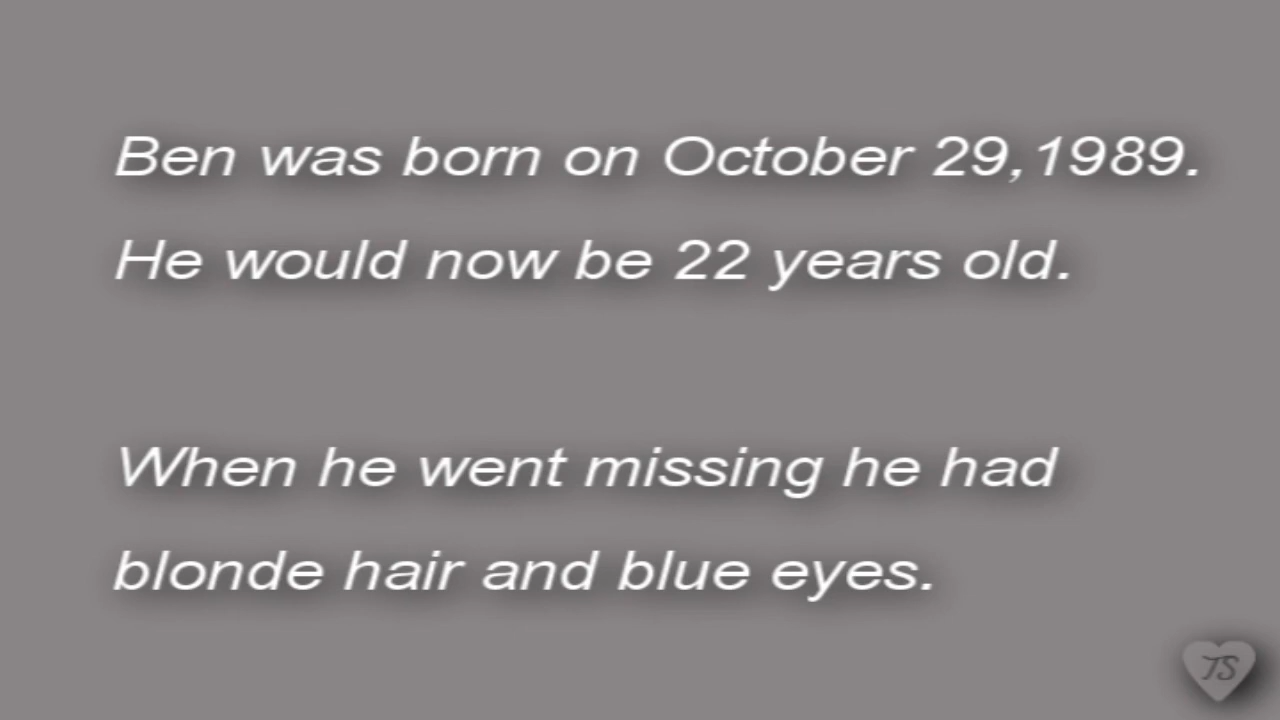 Ben was born on October 29,1989.
He would now be 22 years old.
When he went missing he had
blonde hair and blue eyes.
TS